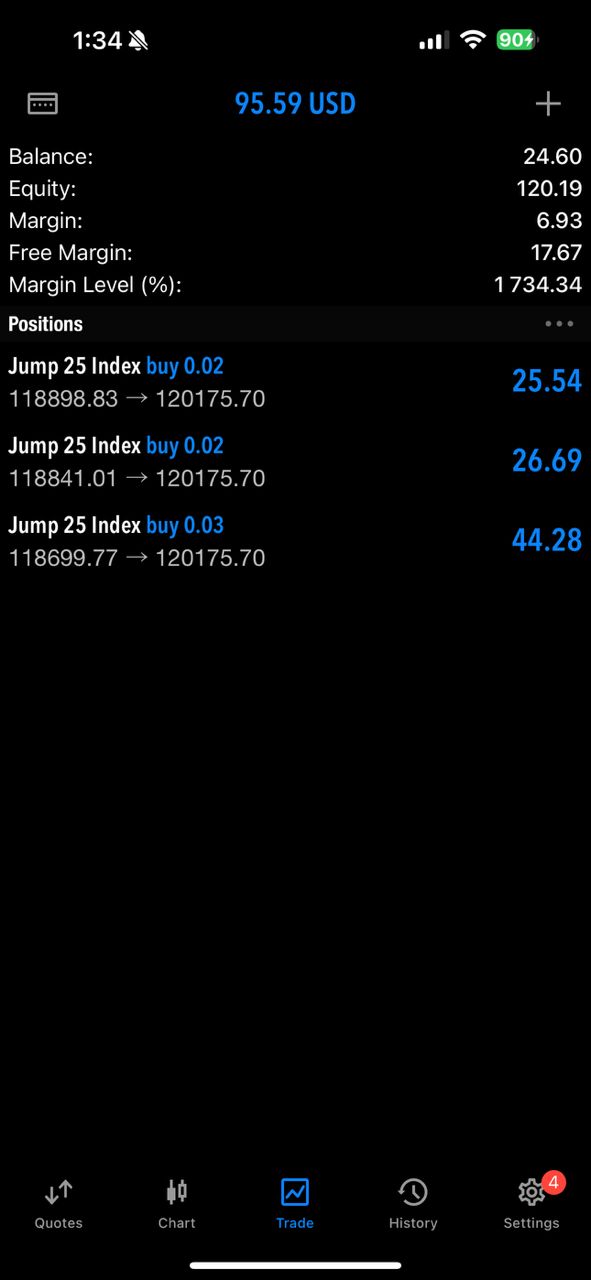 1:34
90
95.59 USD
Balance: 24.60
Equity: 120.19
Margin: 6.93
Free Margin: 17.67
Margin Level (%): 1 734.34
Positions
Jump 25 Index buy 0.02
25.54
118898.83 → 120175.70
Jump 25 Index buy 0.02
26.69
118841.01 → 120175.70
Jump 25 Index buy 0.03
44.28
118699.77 → 120175.70
4
Quotes Chart Trade History Settings